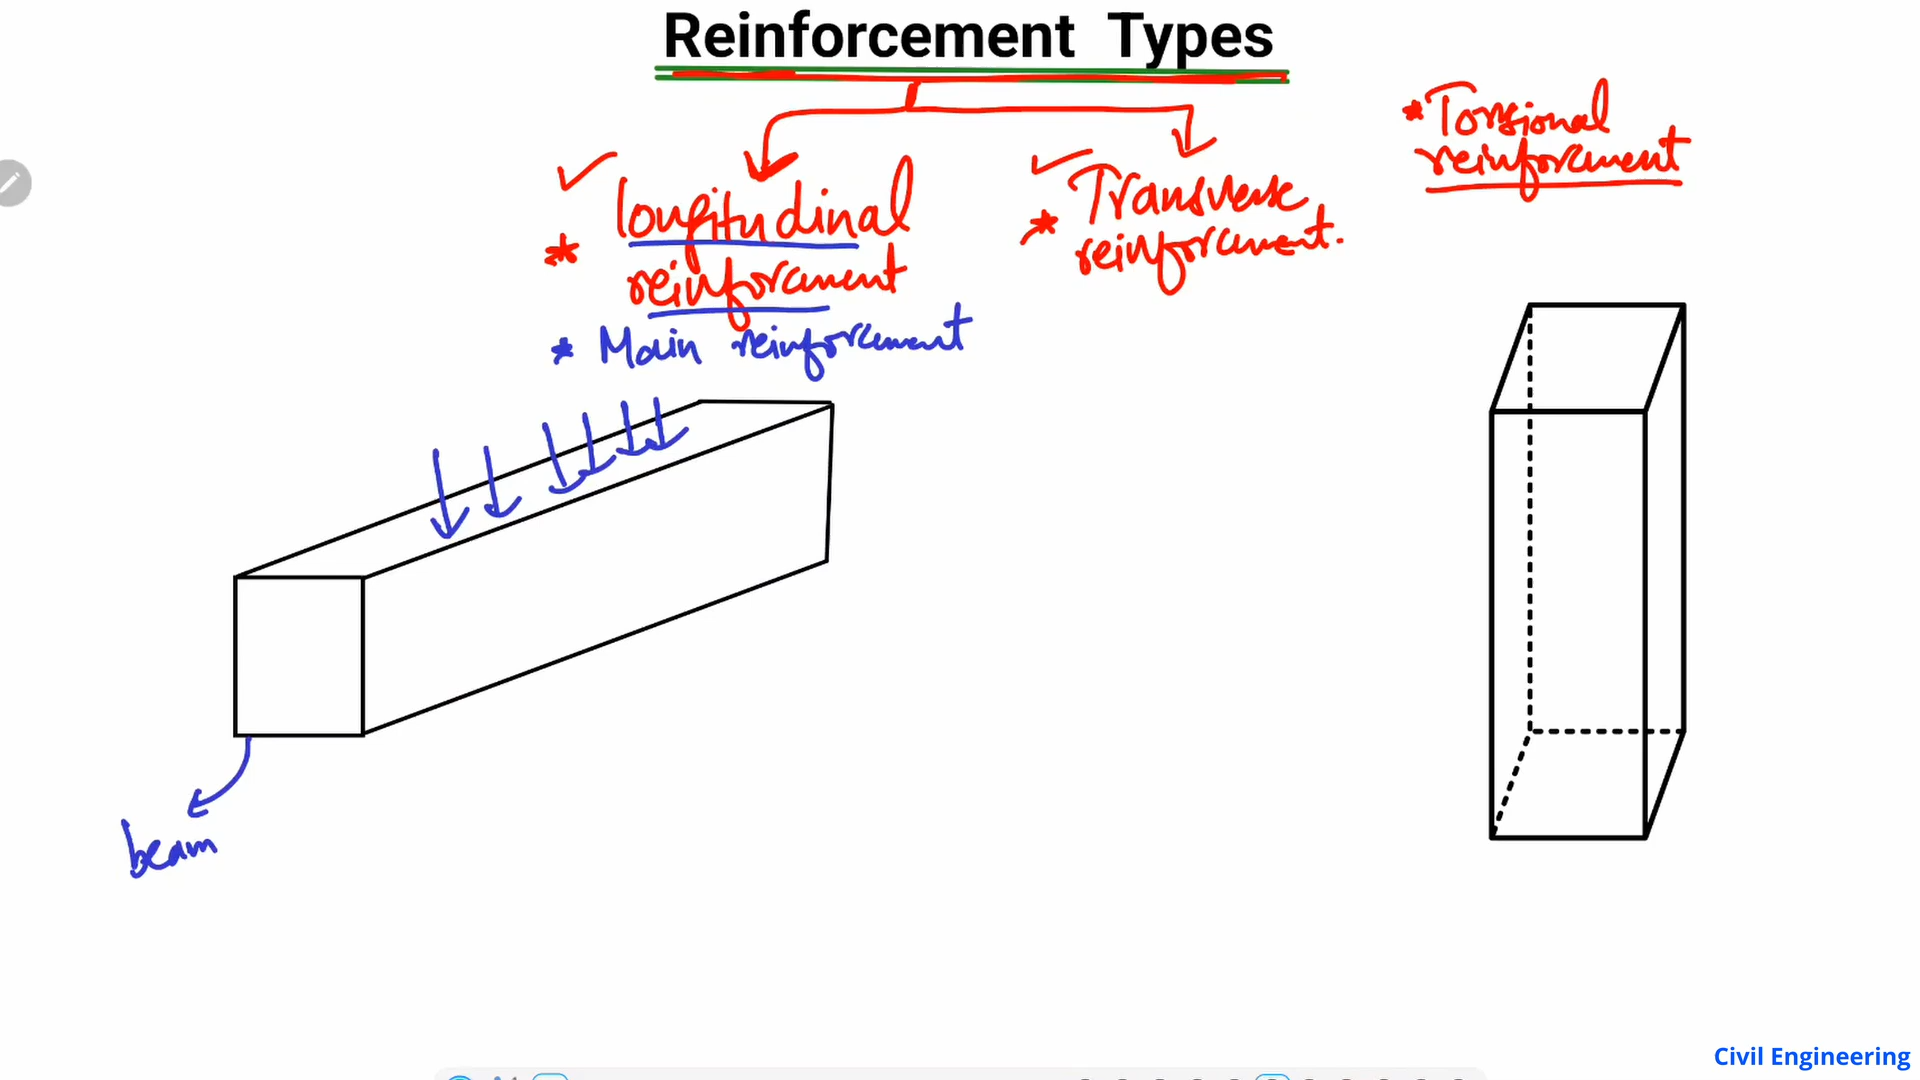 Reinforcement Types
* Torsional
reinforcement
longitudinal
* reinforcement
Transverse
* reinforcement.
* Main reinforcement
beam
Civil Engineering